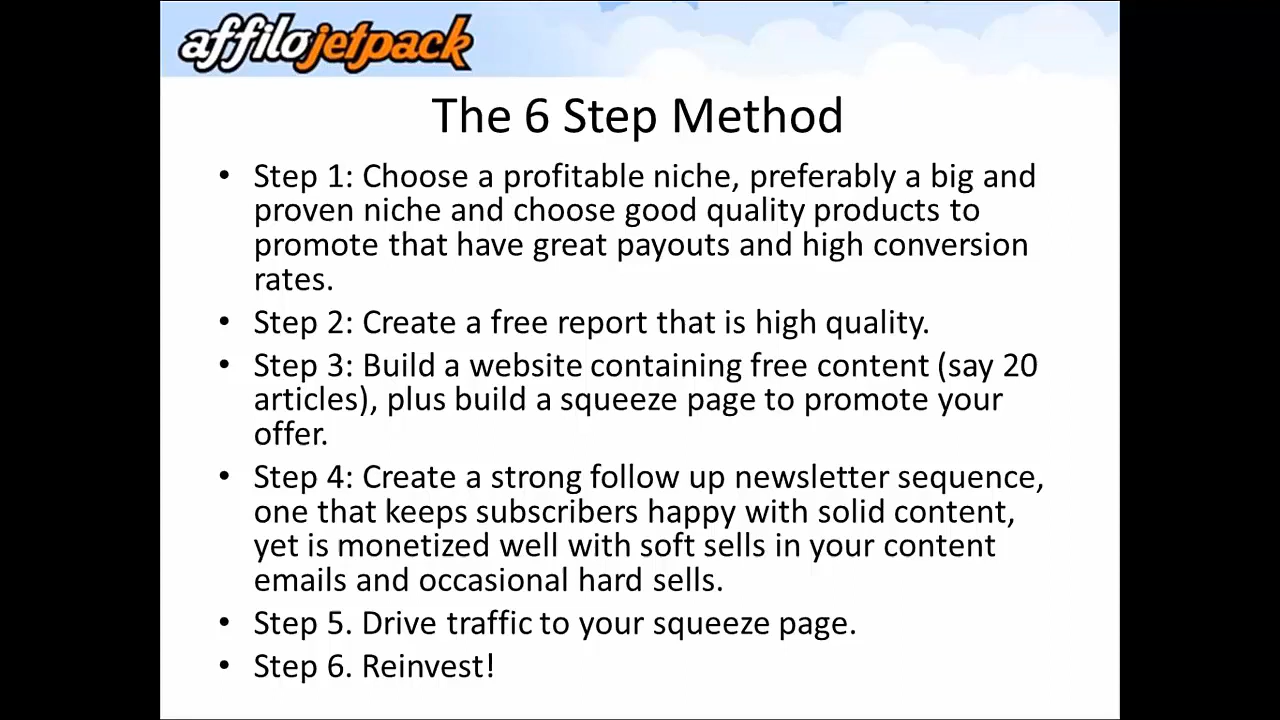 affilojetpack
The 6 Step Method
• Step 1: Choose a profitable niche, preferably a big and
proven niche and choose good quality products to
promote that have great payouts and high conversion
rates.
• Step 2: Create a free report that is high quality.
• Step 3: Build a website containing free content (say 20
articles), plus build a squeeze page to promote your
offer.
• Step 4: Create a strong follow up newsletter sequence,
one that keeps subscribers happy with solid content,
yet is monetized well with soft sells in your content
emails and occasional hard sells.
• Step 5. Drive traffic to your squeeze page.
• Step 6. Reinvest!